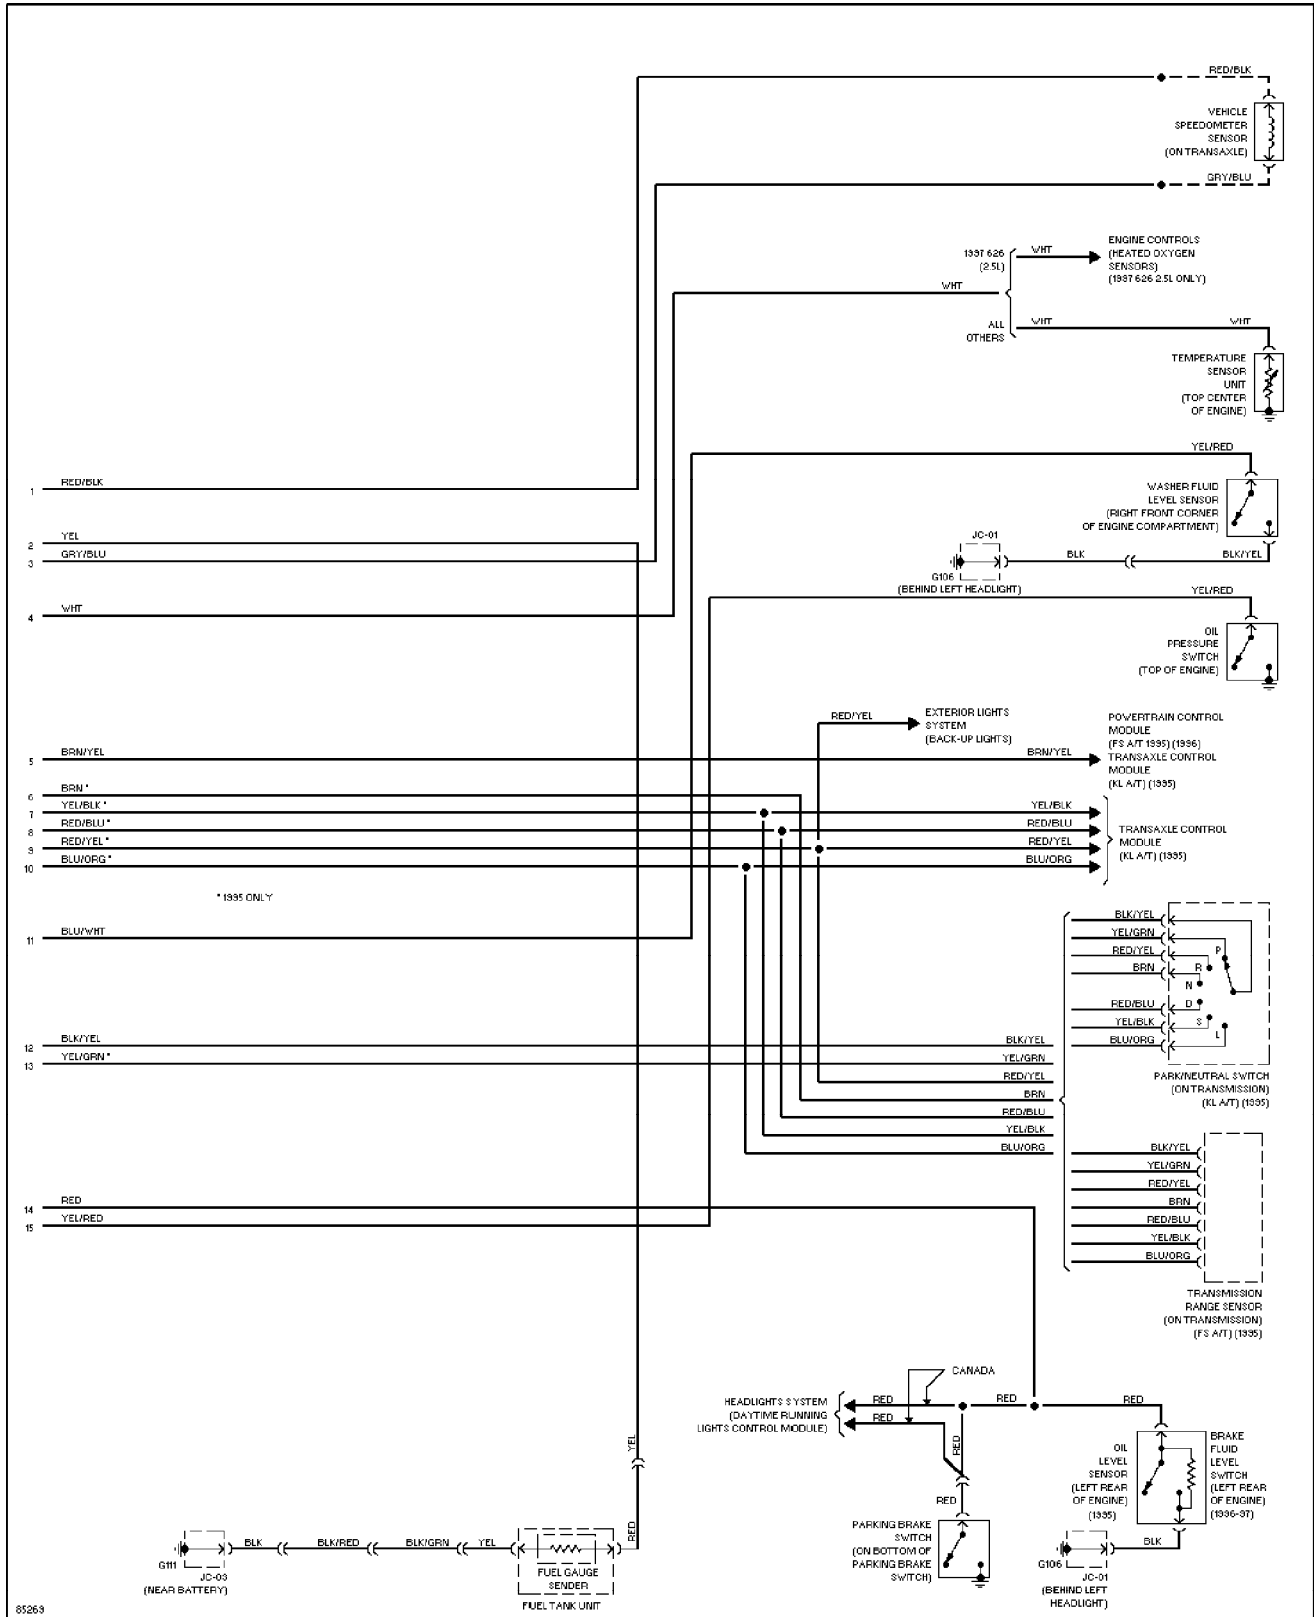 RED/BLK
VEHICLE
SPEEDOMETER
SENSOR
(ON TRANSAXLE)
GRY/BLU
1997 626
(2.5L)
WHT
ENGINE CONTROLS
(HEATED OXYGEN
SENSORS)
(1997 626 2.5L ONLY)
WHT
ALL
OTHERS
WHT
WHT
TEMPERATURE
SENSOR
UNIT
(TOP CENTER
OF ENGINE)
YEL/RED
1 RED/BLK
WASHER FLUID
LEVEL SENSOR
(RIGHT FRONT CORNER
OF ENGINE COMPARTMENT)
2 YEL
3 GRY/BLU
JC-01
BLK
BLK/YEL
G106
(BEHIND LEFT HEADLIGHT)
4 WHT
YEL/RED
OIL
PRESSURE
SWITCH
(TOP OF ENGINE)
RED/YEL
EXTERIOR LIGHTS
SYSTEM
(BACK-UP LIGHTS)
5 BRN/YEL
BRN/YEL
POWERTRAIN CONTROL
MODULE
(FS A/T 1995) (1996)
TRANSAXLE CONTROL
MODULE
(KL A/T) (1995)
6 BRN *
7 YEL/BLK *
YEL/BLK
8 RED/BLU *
RED/BLU
9 RED/YEL *
RED/YEL
10 BLU/ORG *
BLU/ORG
TRANSAXLE CONTROL
MODULE
(KL A/T) (1995)
* 1995 ONLY
11 BLU/WHT
BLK/YEL
YEL/GRN
RED/YEL
BRN
RED/BLU
YEL/BLK
BLU/ORG
P
R
N
D
S
L
PARK/NEUTRAL SWITCH
(ON TRANSMISSION)
(KL A/T) (1995)
12 BLK/YEL
BLK/YEL
13 YEL/GRN *
YEL/GRN
RED/YEL
BRN
RED/BLU
YEL/BLK
BLU/ORG
BLK/YEL
YEL/GRN
RED/YEL
BRN
RED/BLU
YEL/BLK
BLU/ORG
TRANSMISSION
RANGE SENSOR
(ON TRANSMISSION)
(FS A/T) (1995)
14 RED
15 YEL/RED
CANADA
HEADLIGHTS SYSTEM
(DAYTIME RUNNING
LIGHTS CONTROL MODULE)
RED
RED
RED
RED
RED
RED
OIL
LEVEL
SENSOR
(LEFT REAR
OF ENGINE)
(1995)
BRAKE
FLUID
LEVEL
SWITCH
(LEFT REAR
OF ENGINE)
(1996-97)
PARKING BRAKE
SWITCH
(ON BOTTOM OF
PARKING BRAKE
SWITCH)
BLK
G106
JC-01
(BEHIND LEFT
HEADLIGHT)
YEL
RED
G111
JC-03
(NEAR BATTERY)
BLK
BLK/RED
BLK/GRN
YEL
FUEL GAUGE
SENDER
FUEL TANK UNIT
85269